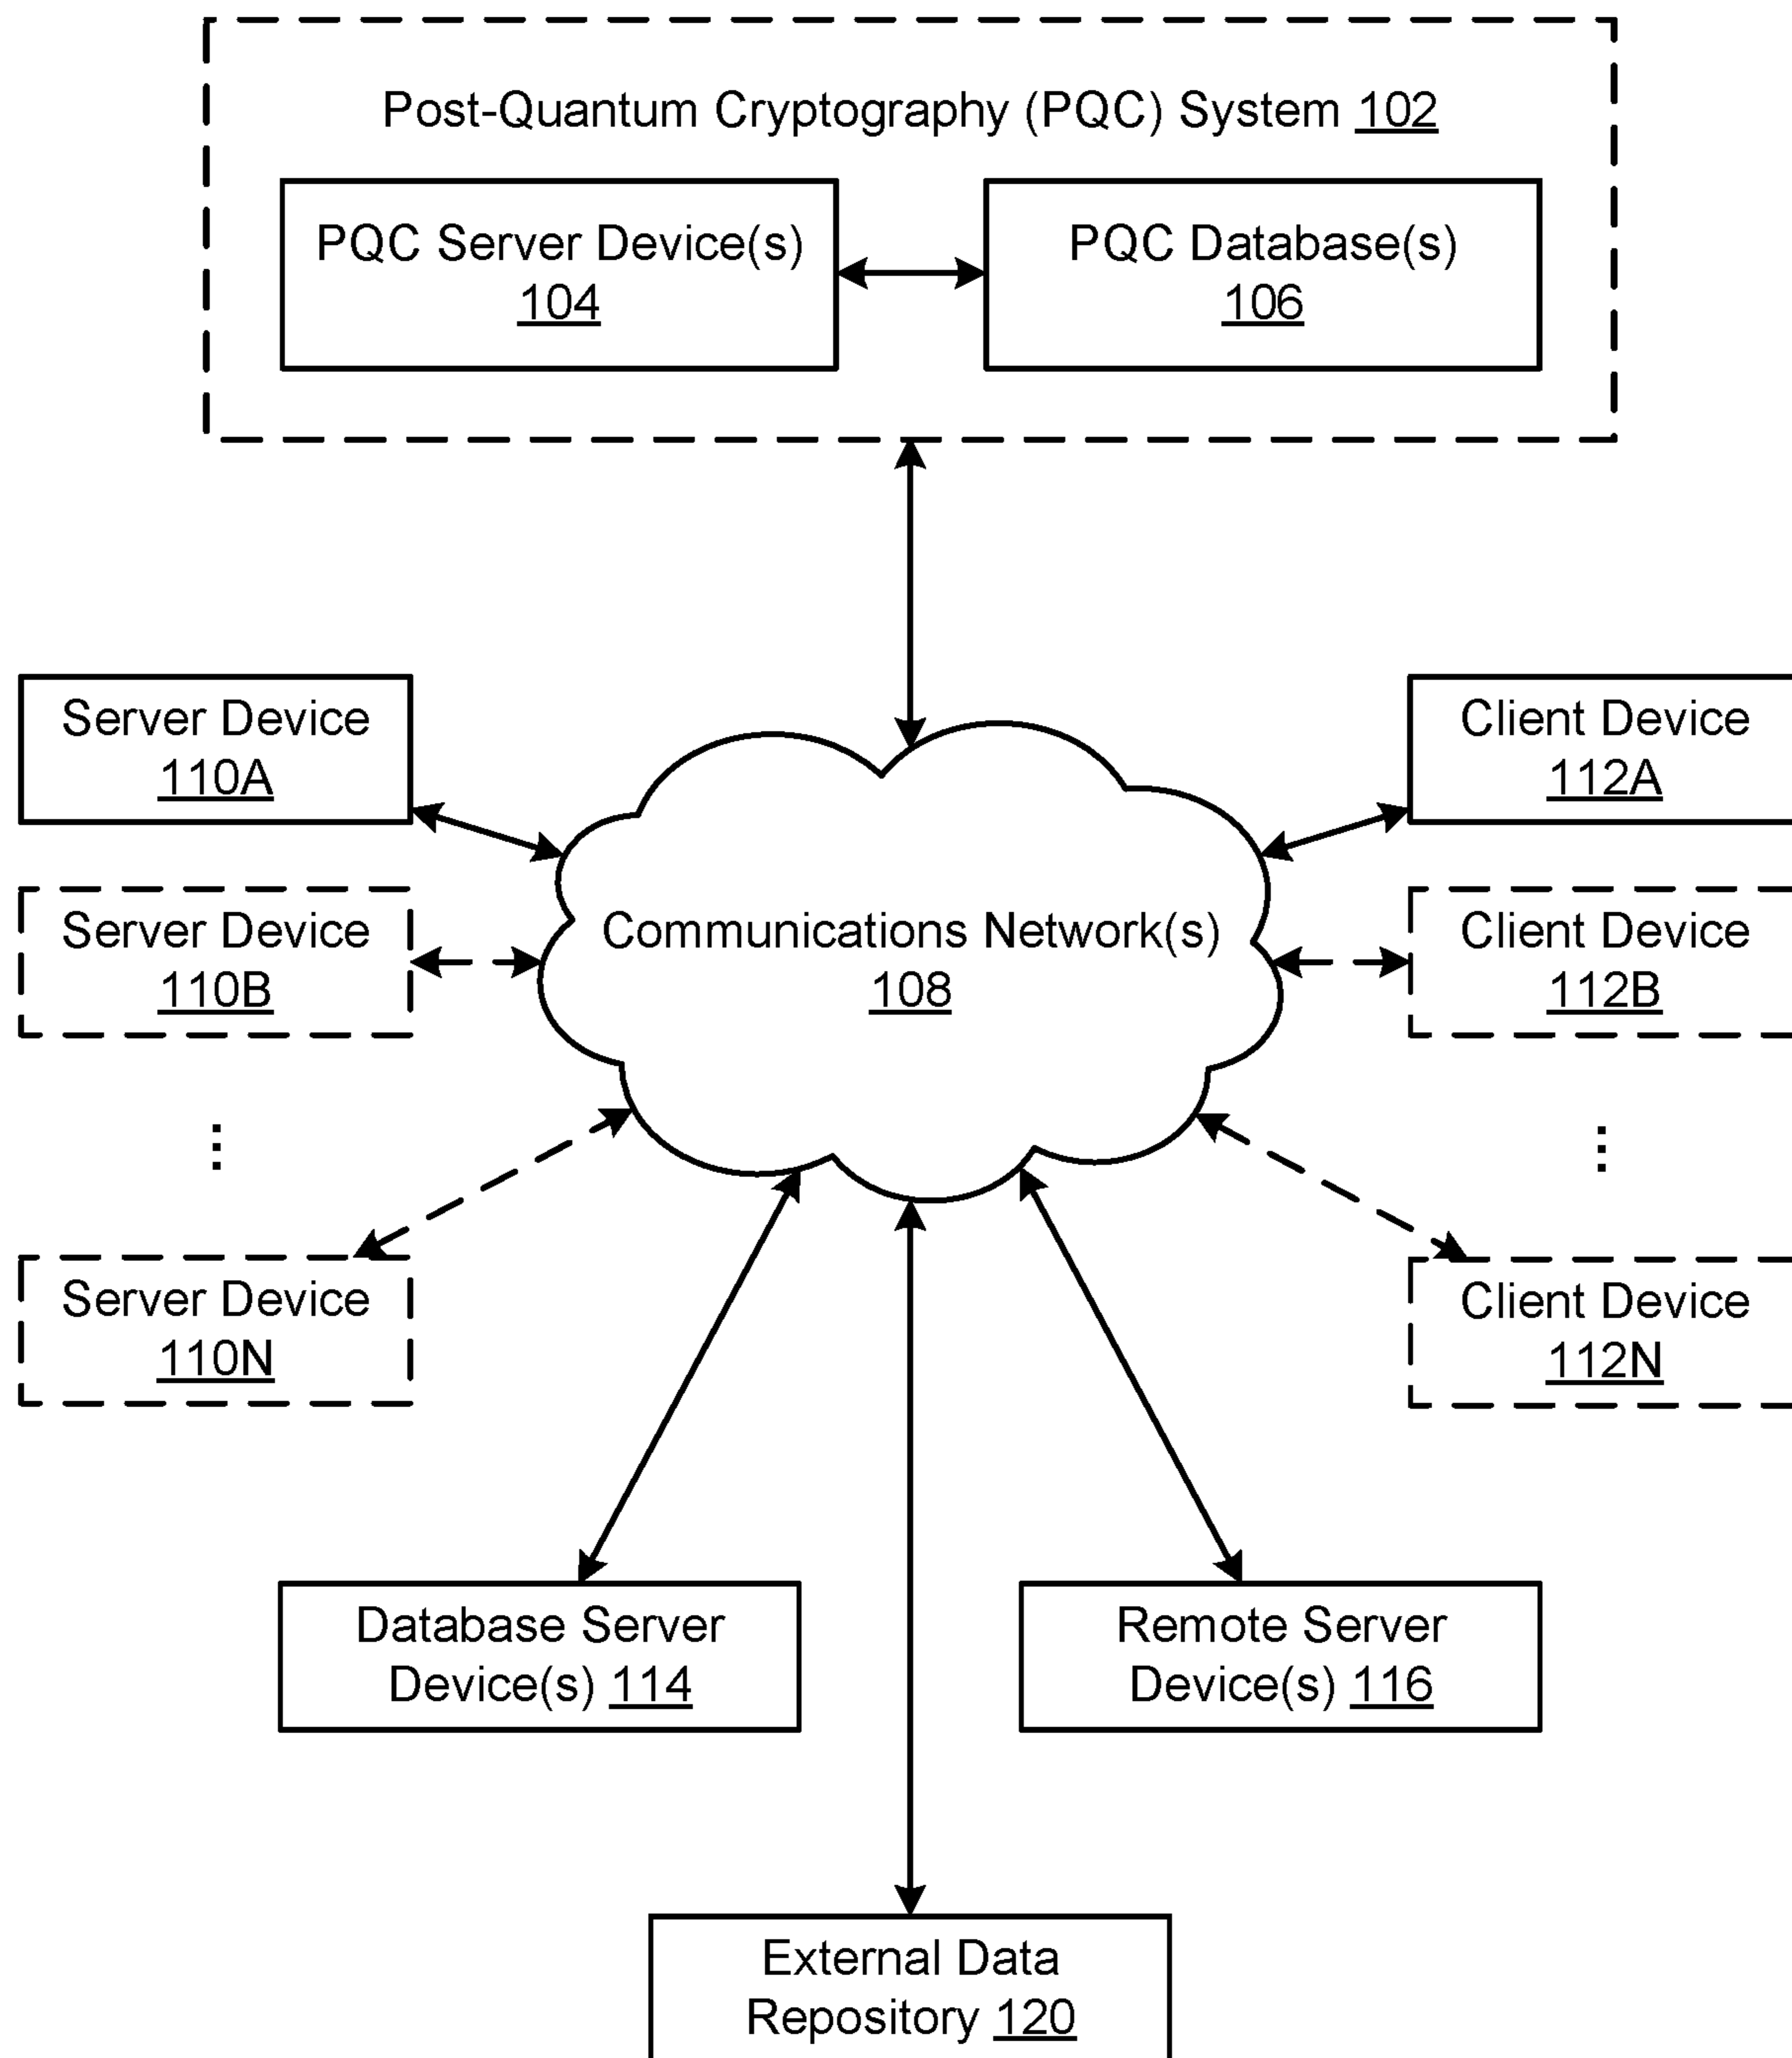 Post-Quantum Cryptography (PQC) System 102
PQC Server Device(s)
104
PQC Database(s)
106
Server Device
110A
Client Device
112A
Server Device
110B
Communications Network(s)
108
Client Device
112B
Server Device
110N
Client Device
112N
Database Server
Device(s) 114
Remote Server
Device(s) 116
External Data
Repository 120